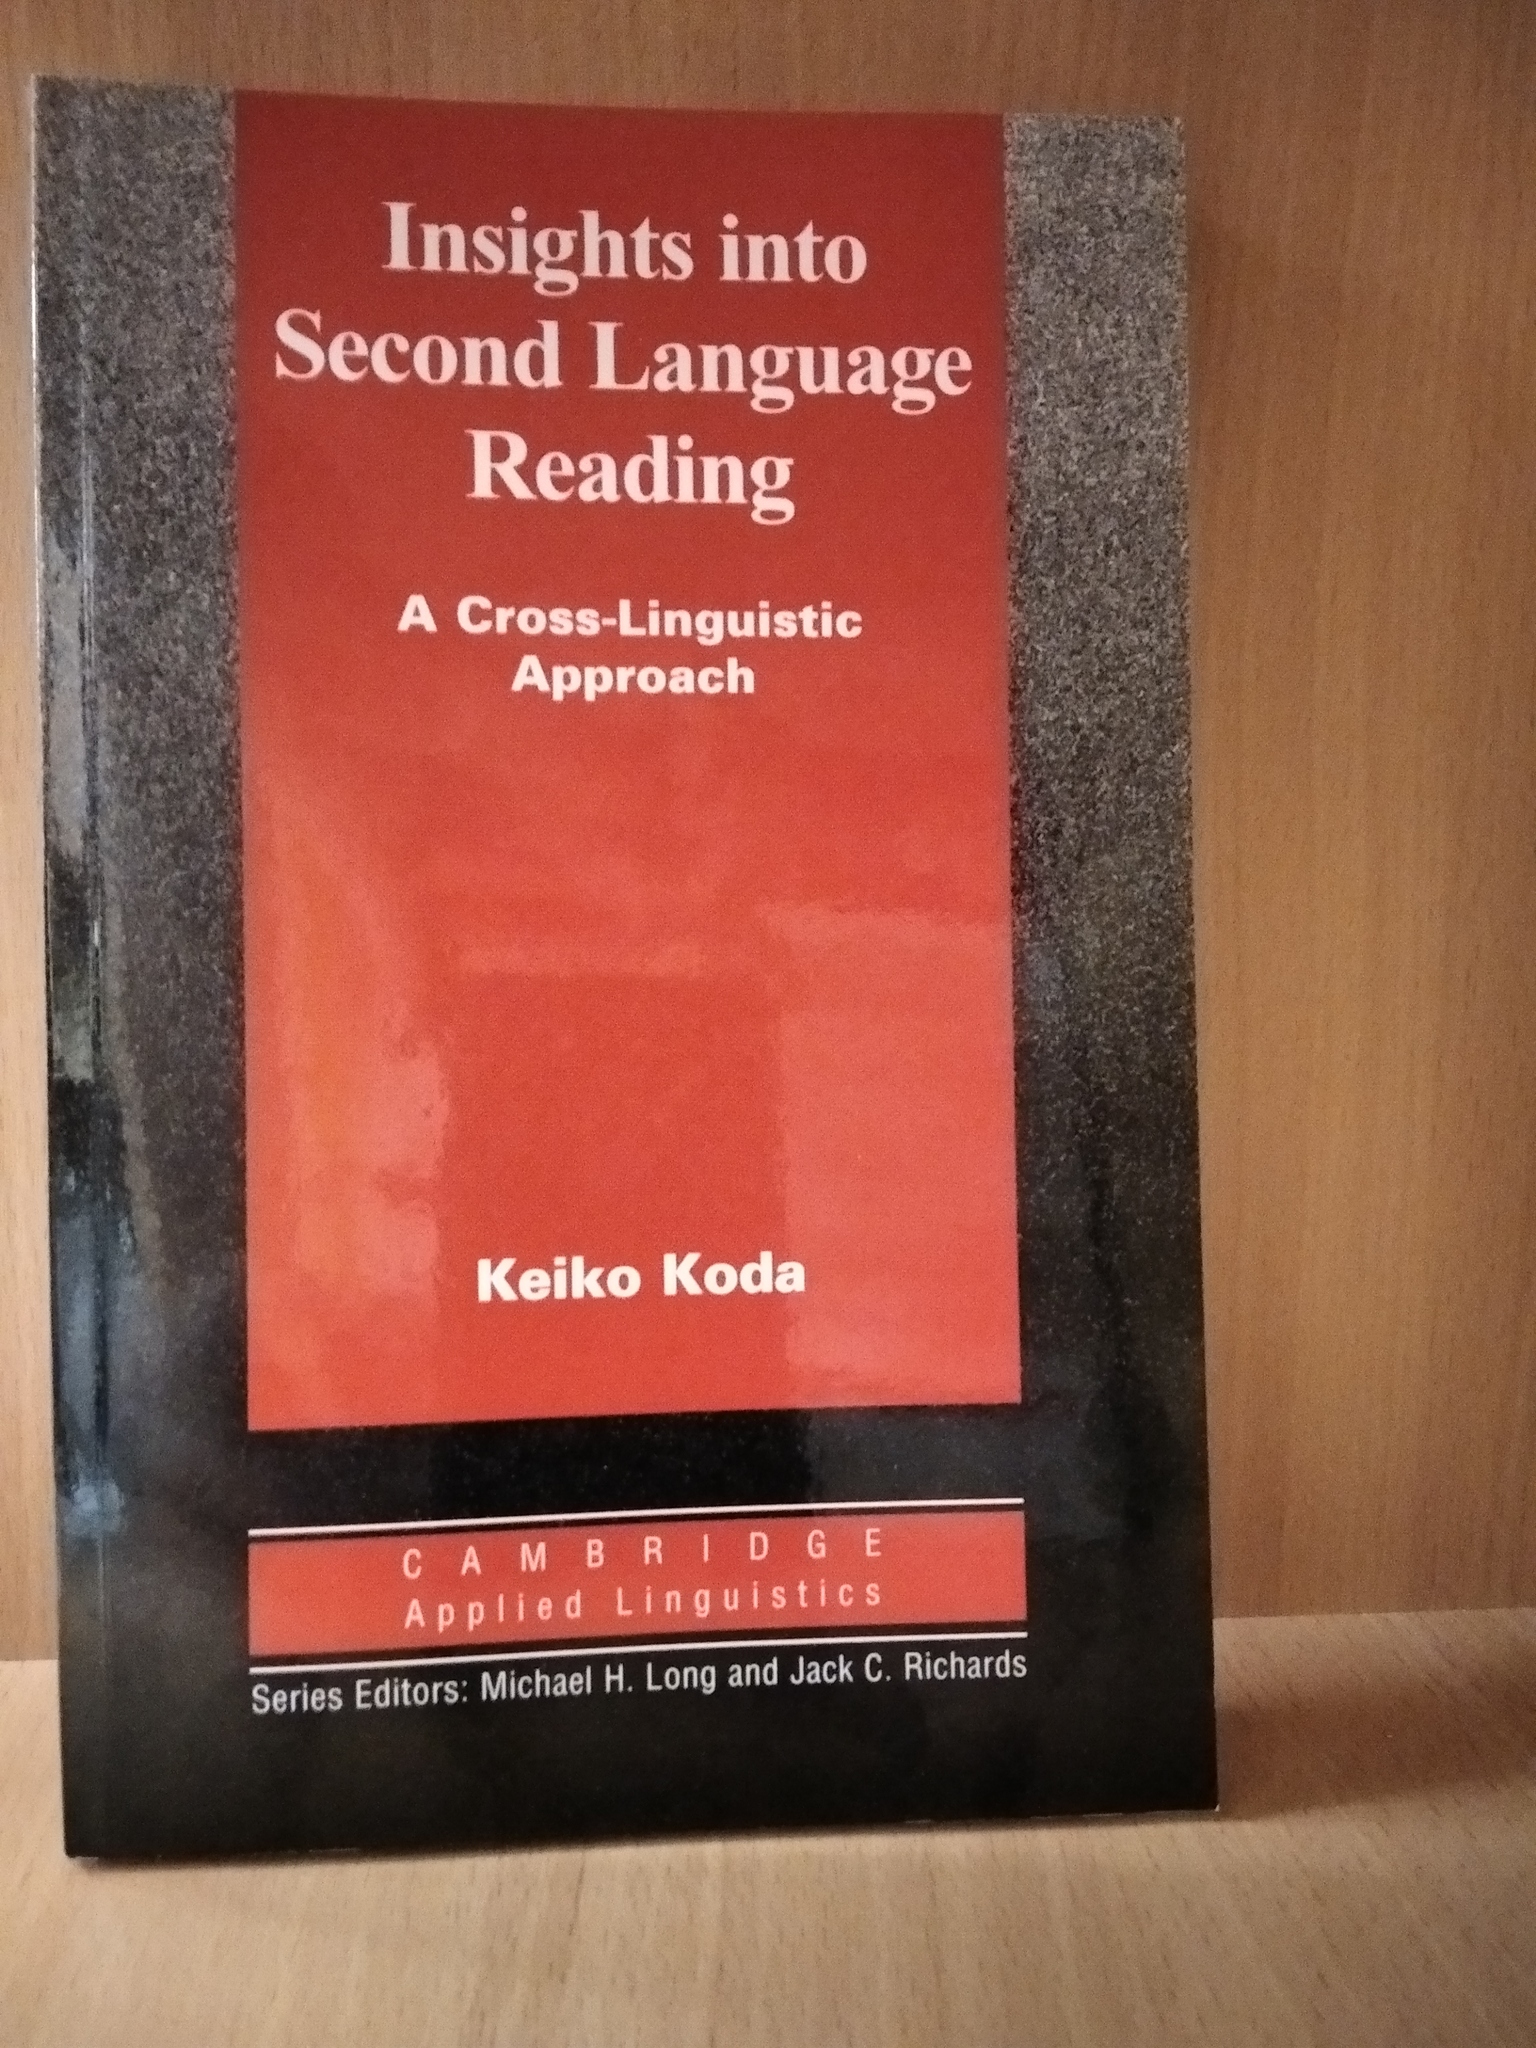 Insights into
Second Language
Reading
A Cross-Linguistic
Approach
Keiko Koda
CAMBRIDGE
Applied Linguistics
Series Editors: Michael H. Long and Jack C. Richards